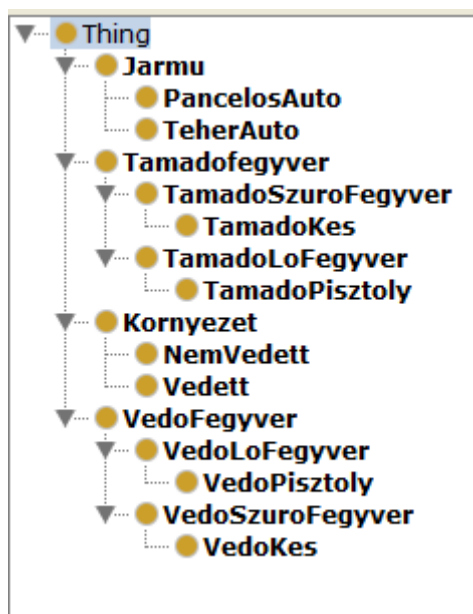 Thing
Jarmu
PancelosAuto
TeherAuto
Tamadofegyver
TamadoSzuroFegyver
TamadoKes
TamadoLoFegyver
TamadoPisztoly
Kornyezet
NemVedett
Vedett
VedoFegyver
VedoLoFegyver
VedoPisztoly
VedoSzuroFegyver
VedoKes